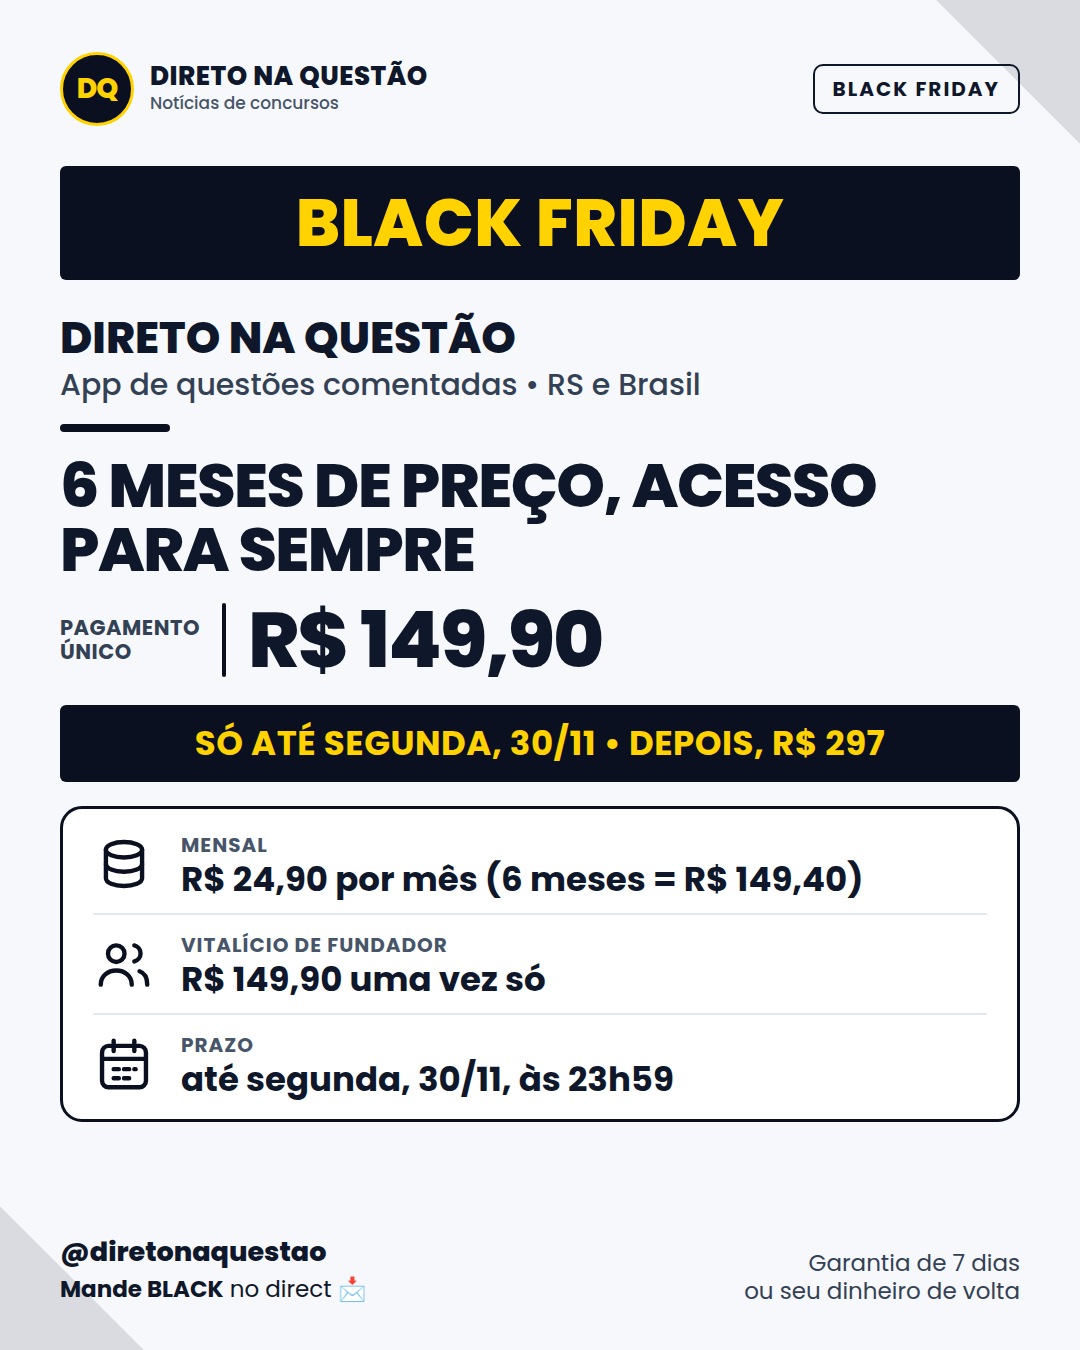 DQ
DIRETO NA QUESTÃO
Notícias de concursos
BLACK FRIDAY
BLACK FRIDAY
DIRETO NA QUESTÃO
App de questões comentadas • RS e Brasil
6 MESES DE PREÇO, ACESSO
PARA SEMPRE
PAGAMENTO
ÚNICO
R$ 149,90
SÓ ATÉ SEGUNDA, 30/11 • DEPOIS, R$ 297
MENSAL
R$ 24,90 por mês (6 meses = R$ 149,40)
VITALÍCIO DE FUNDADOR
R$ 149,90 uma vez só
PRAZO
até segunda, 30/11, às 23h59
@diretonaquestao
Mande BLACK no direct 📩
Garantia de 7 dias
ou seu dinheiro de volta